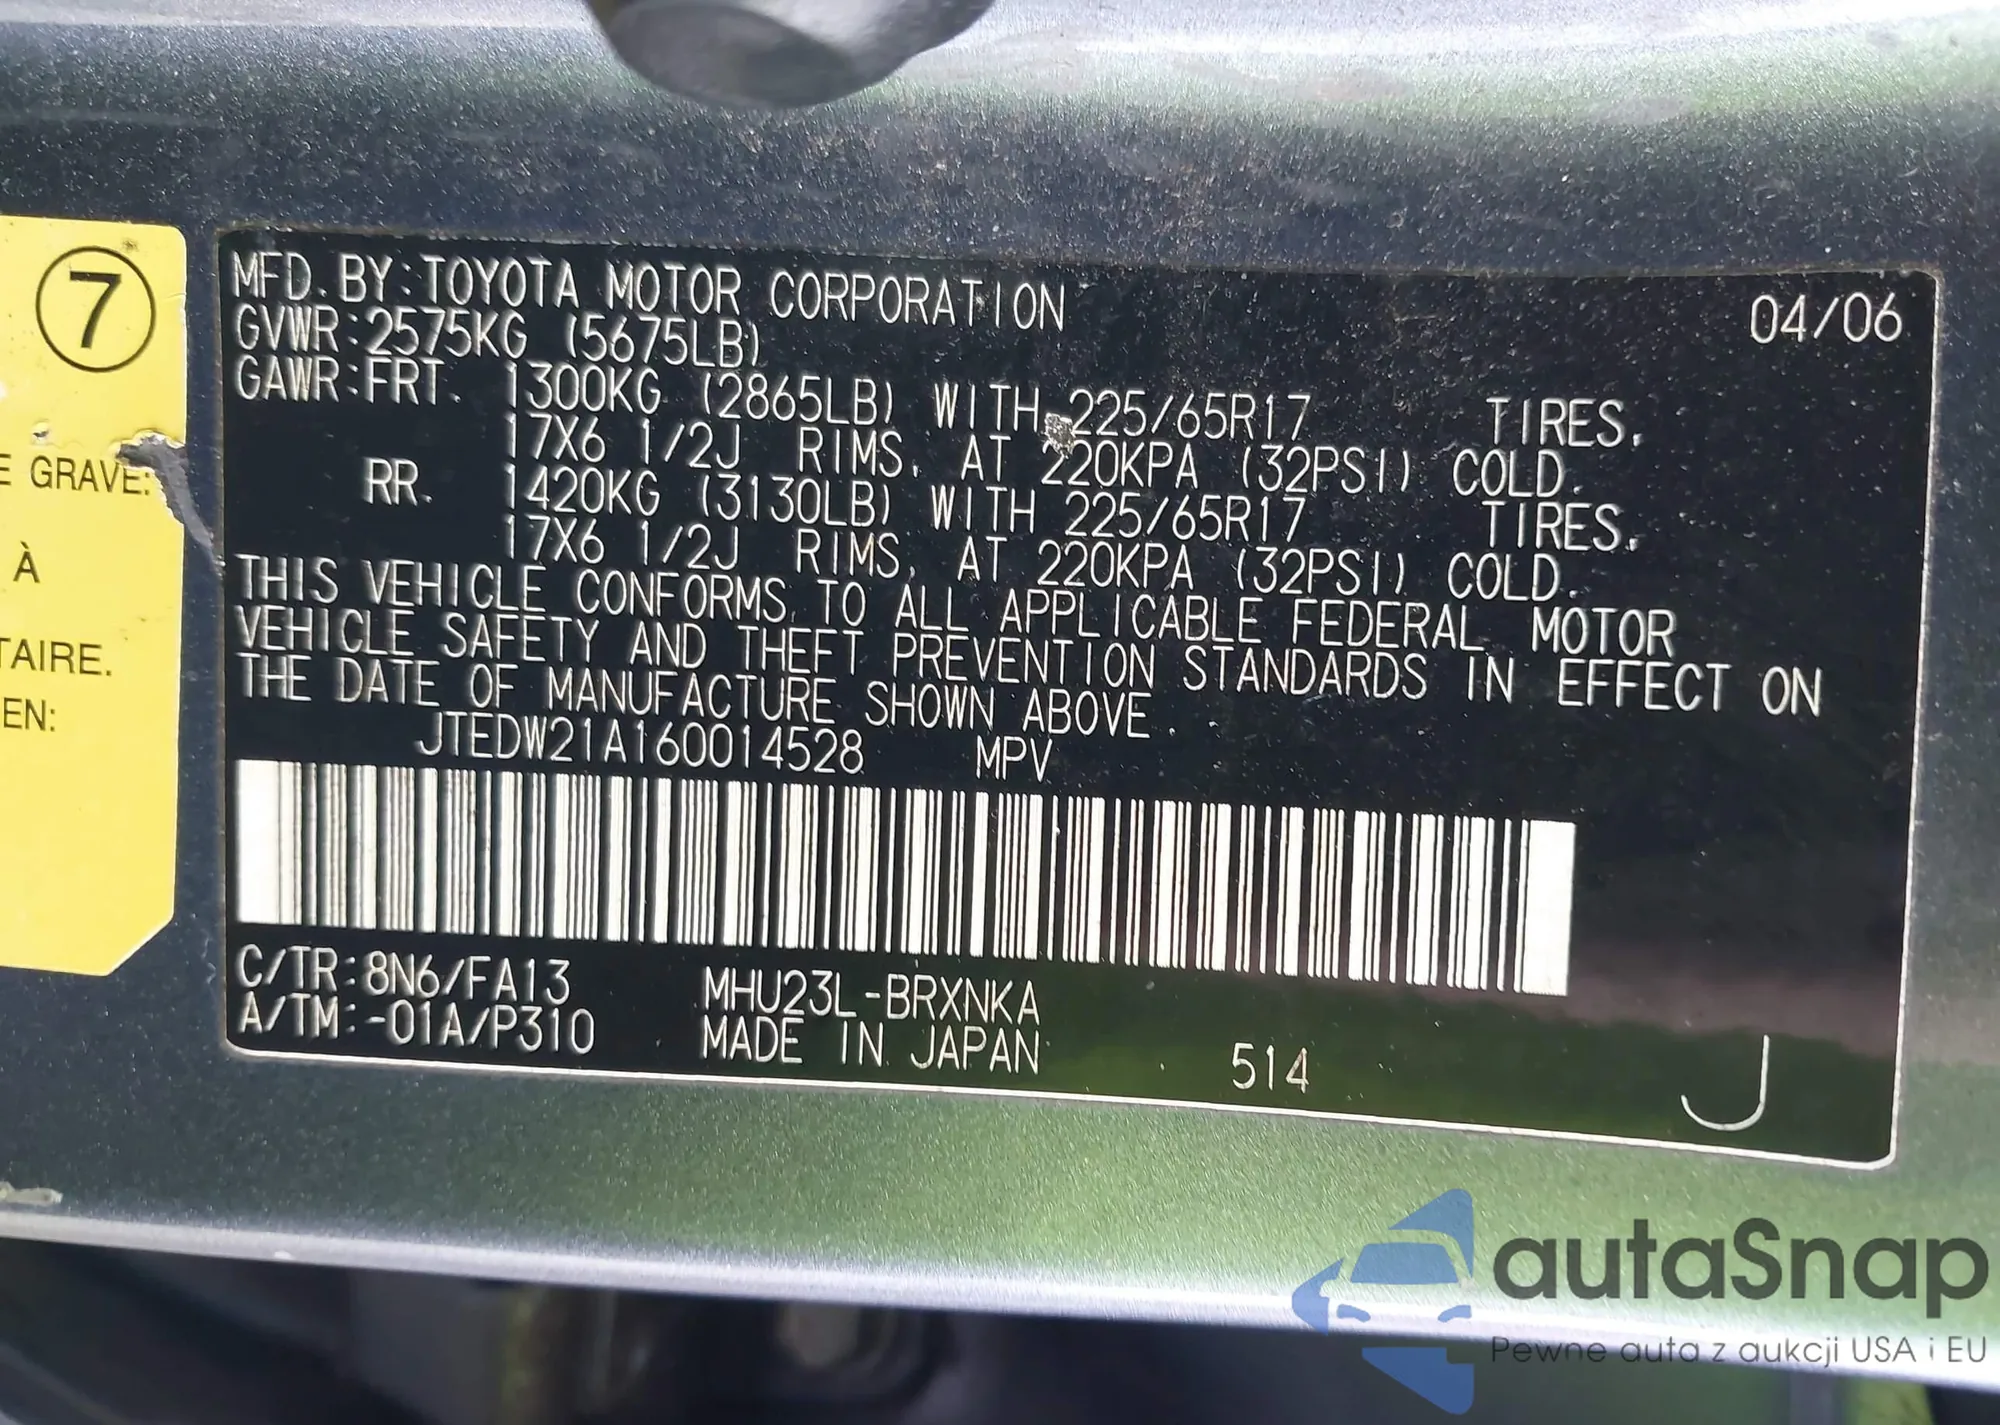 7
E GRAVE:
À
TAIRE.
EN:
MFD. BY:TOYOTA MOTOR CORPORATION 04/06
GVWR:2575KG (5675LB)
GAWR:FRT. 1300KG (2865LB) WITH 225/65R17 TIRES,
17X6 1/2J RIMS, AT 220KPA (32PSI) COLD.
RR. 1420KG (3130LB) WITH 225/65R17 TIRES,
17X6 1/2J RIMS, AT 220KPA (32PSI) COLD.
THIS VEHICLE CONFORMS TO ALL APPLICABLE FEDERAL MOTOR
VEHICLE SAFETY AND THEFT PREVENTION STANDARDS IN EFFECT ON
THE DATE OF MANUFACTURE SHOWN ABOVE.
JTEDW21A160014528 MPV
C/TR:8N6/FA13 MHU23L-BRXNKA
A/TM:-01A/P310 MADE IN JAPAN 514 J
autaSnap
Pewne auta z aukcji USA i EU